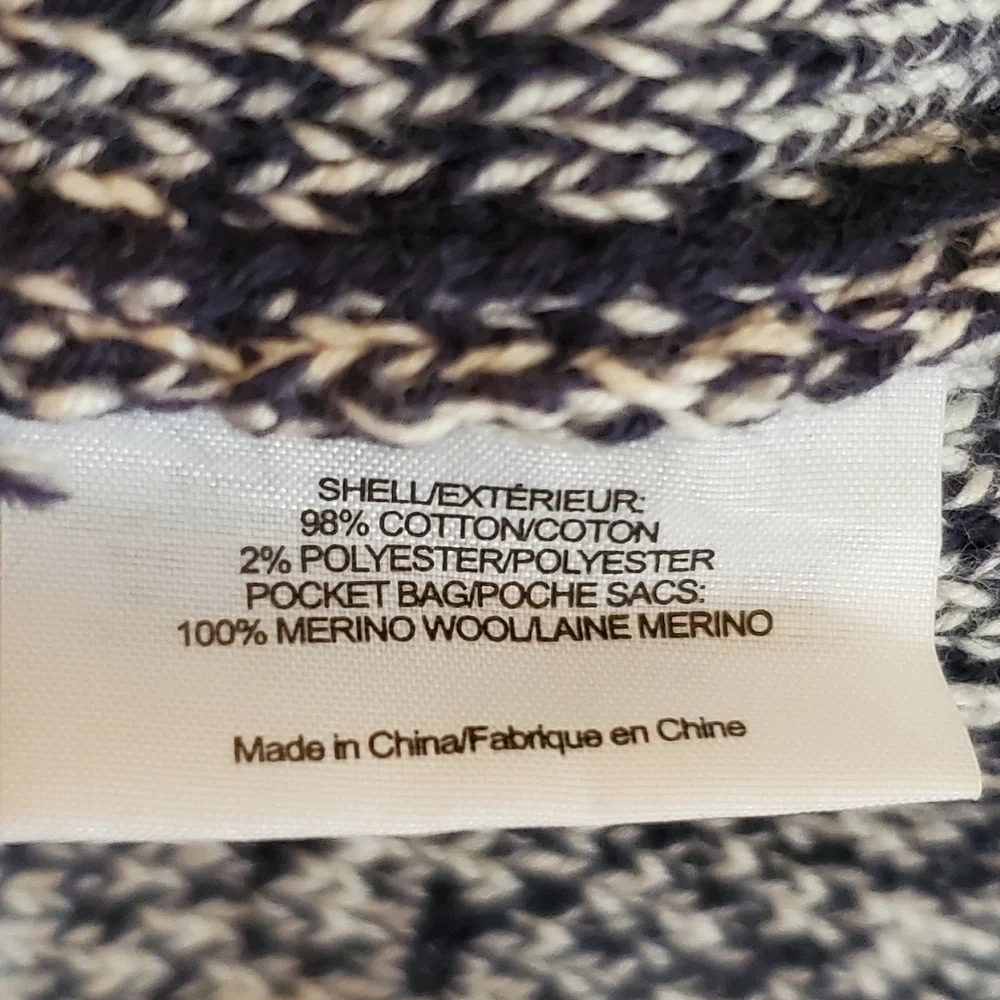 SHELL/EXTÉRIEUR:
98% COTTON/COTON
2% POLYESTER/POLYESTER
POCKET BAG/POCHE SACS:
100% MERINO WOOL/LAINE MERINO
Made in China/Fabrique en Chine